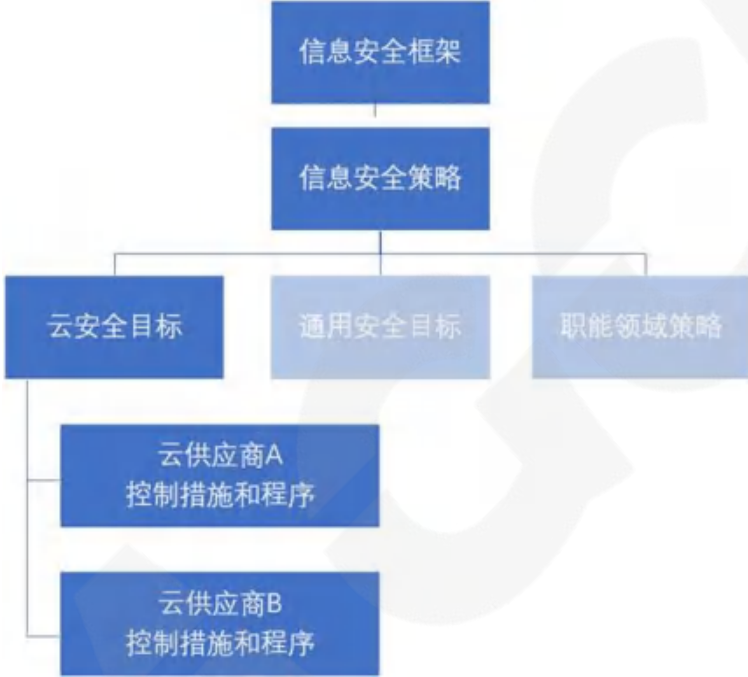 信息安全框架
信息安全策略
云安全目标
通用安全目标
职能领域策略
云供应商A
控制措施和程序
云供应商B
控制措施和程序